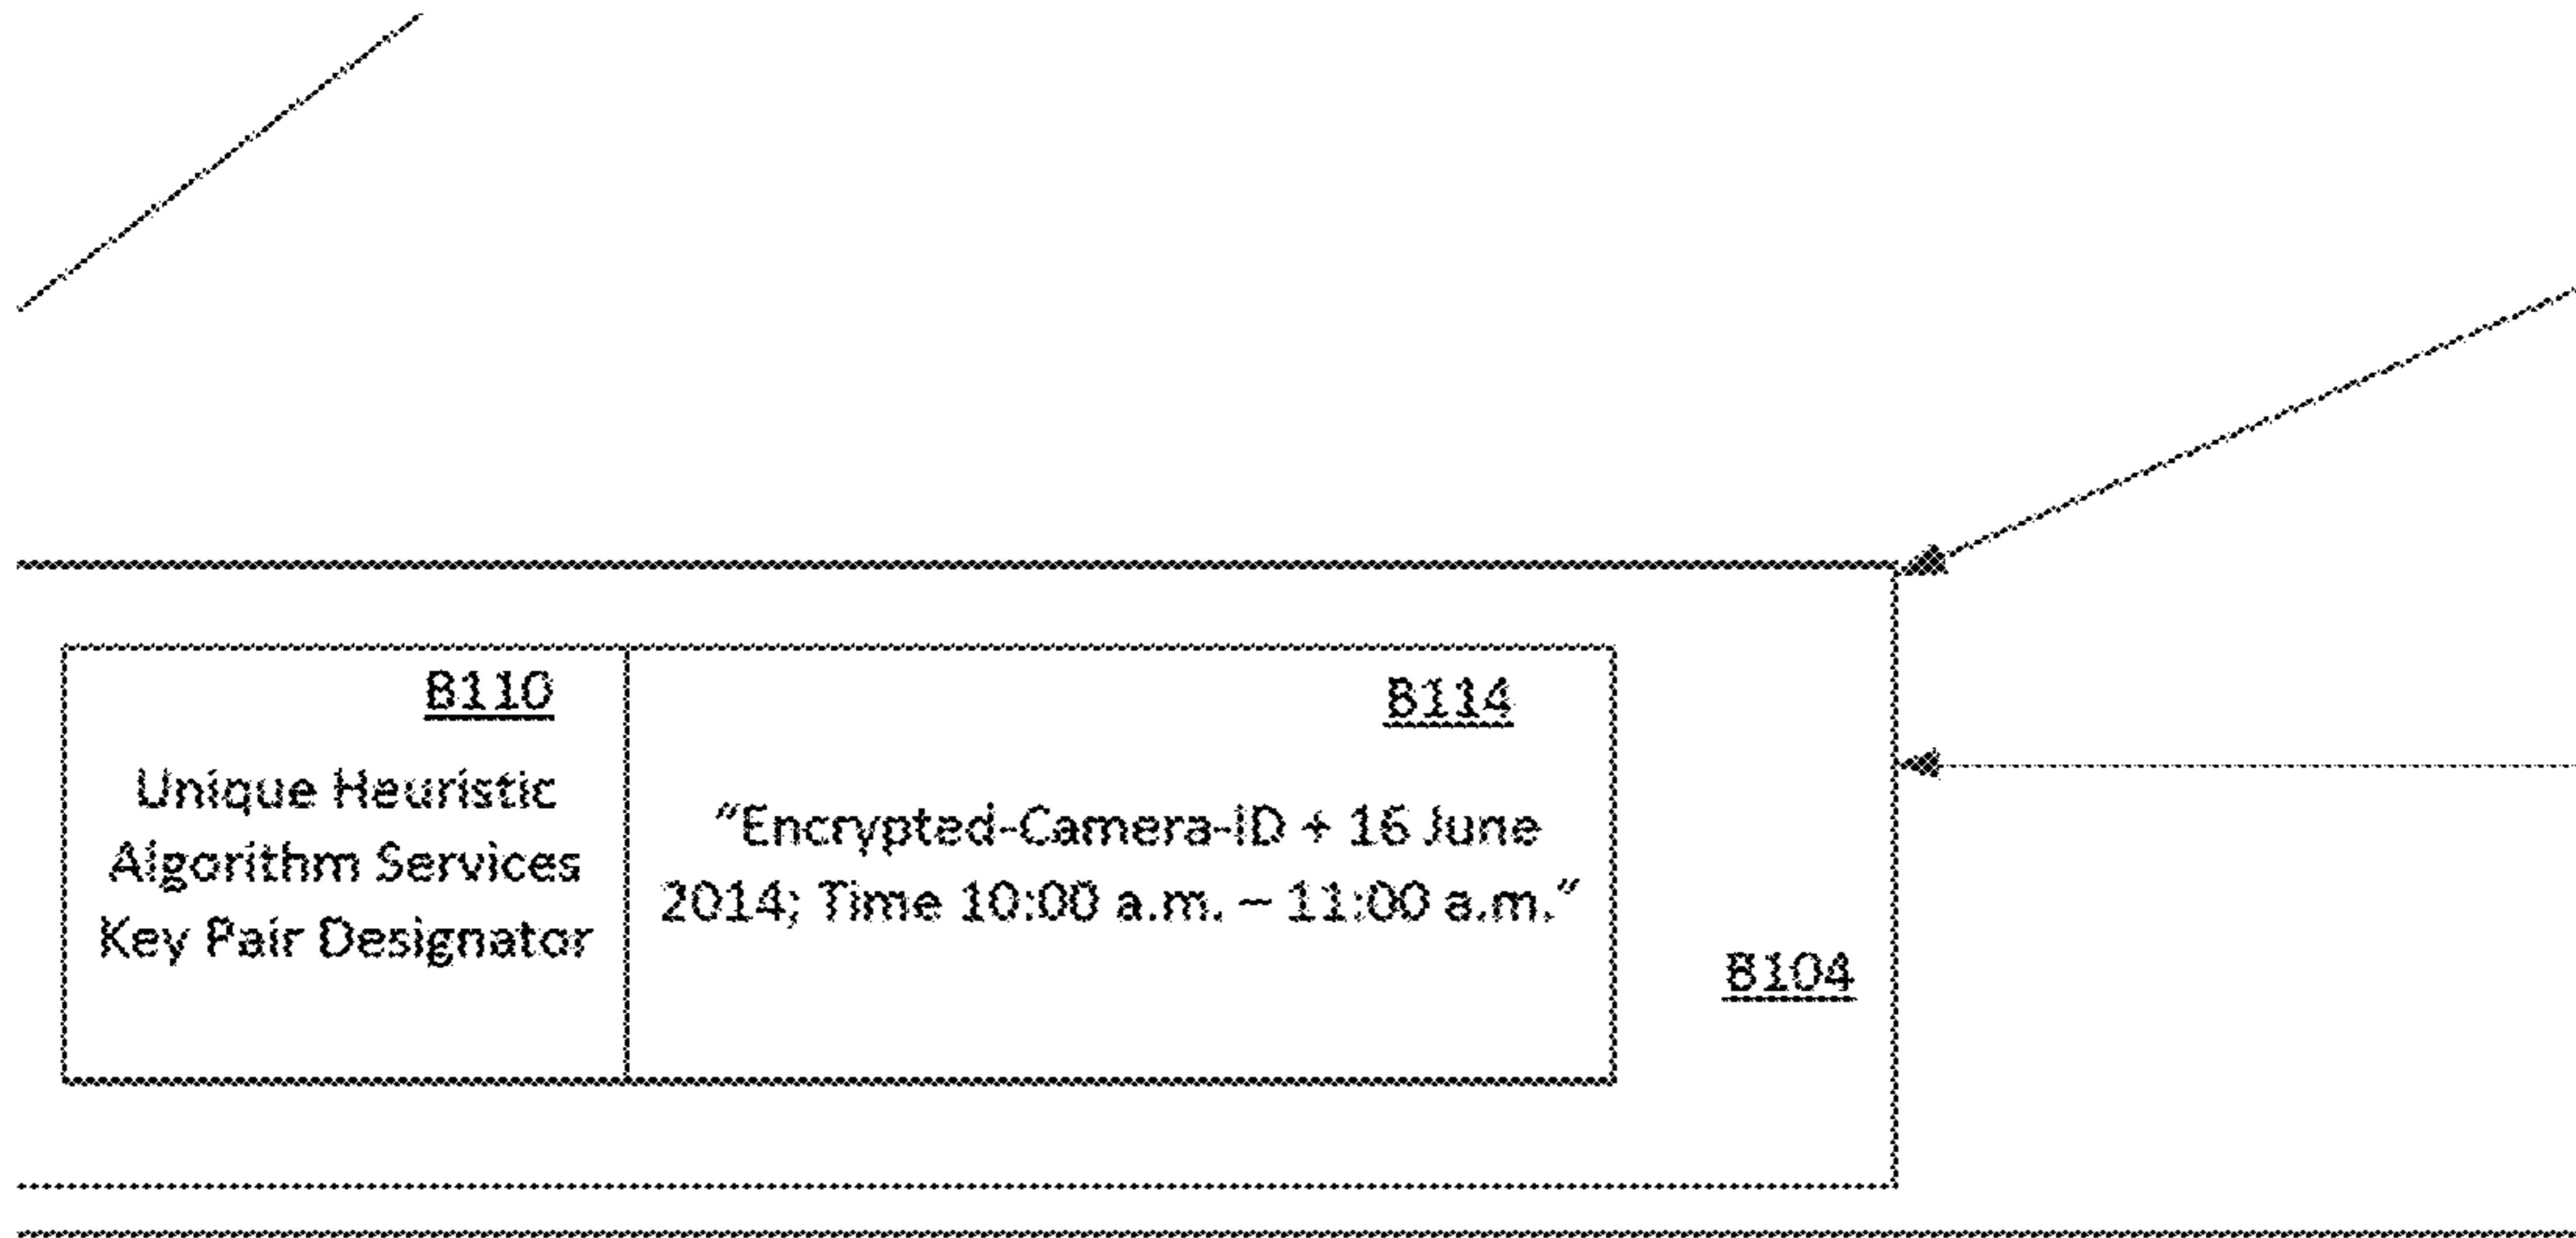 B110
Unique Heuristic
Algorithm Services
Key Pair Designator
B114
“Encrypted-Camera-ID + 16 June
2014; Time 10:00 a.m. – 11:00 a.m.”
B104